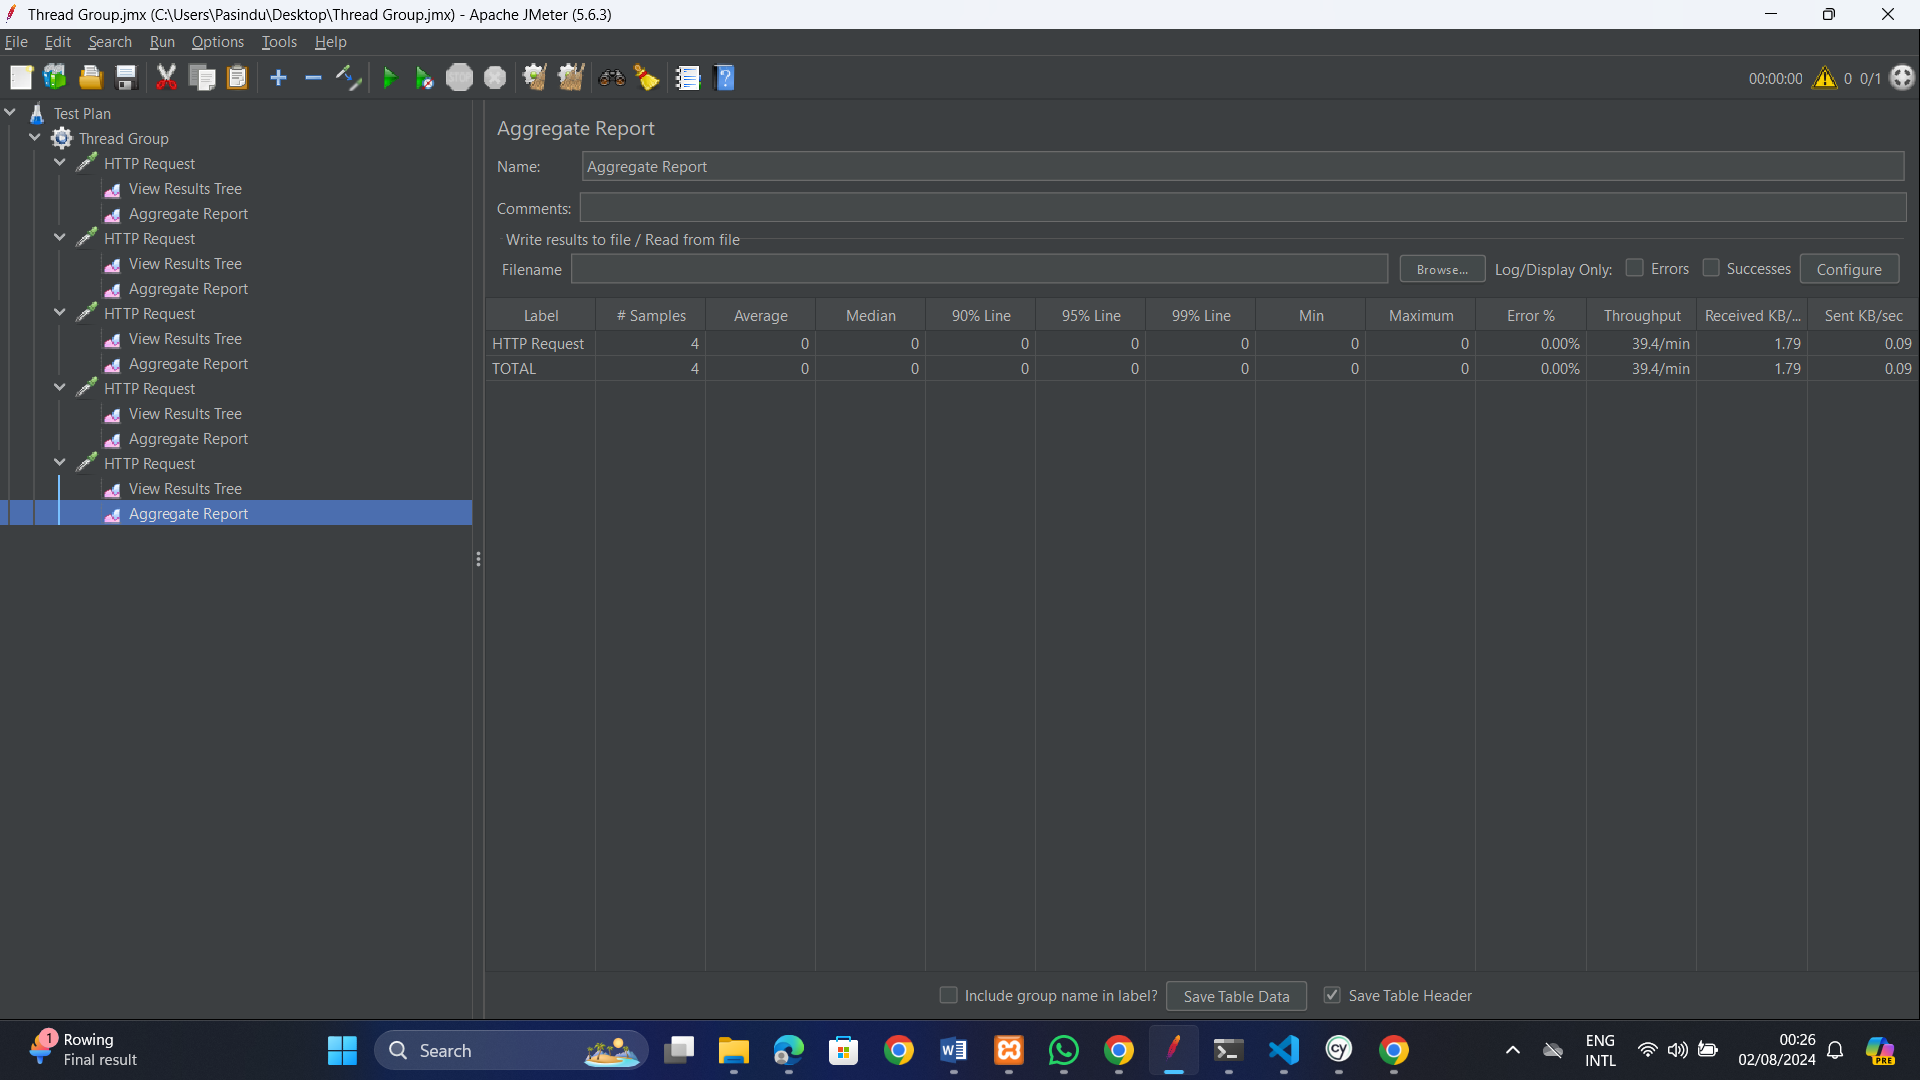 Thread Group.jmx (C:\Users\Pasindu\Desktop\Thread Group.jmx) - Apache JMeter (5.6.3)
File Edit Search Run Options Tools Help
STOP
00:00:00 0 0/1
Test Plan
Thread Group
HTTP Request
View Results Tree
Aggregate Report
HTTP Request
View Results Tree
Aggregate Report
HTTP Request
View Results Tree
Aggregate Report
HTTP Request
View Results Tree
Aggregate Report
HTTP Request
View Results Tree
Aggregate Report
Aggregate Report
Name: Aggregate Report
Comments:
Write results to file / Read from file
Filename Browse... Log/Display Only: Errors Successes Configure
Label # Samples Average Median 90% Line 95% Line 99% Line Min Maximum Error % Throughput Received KB/... Sent KB/sec
HTTP Request 4 0 0 0 0 0 0 0 0.00% 39.4/min 1.79 0.09
TOTAL 4 0 0 0 0 0 0 0 0.00% 39.4/min 1.79 0.09
Include group name in label? Save Table Data Save Table Header
1
Rowing
Final result
Search
ENG
INTL
00:26
02/08/2024
PRE